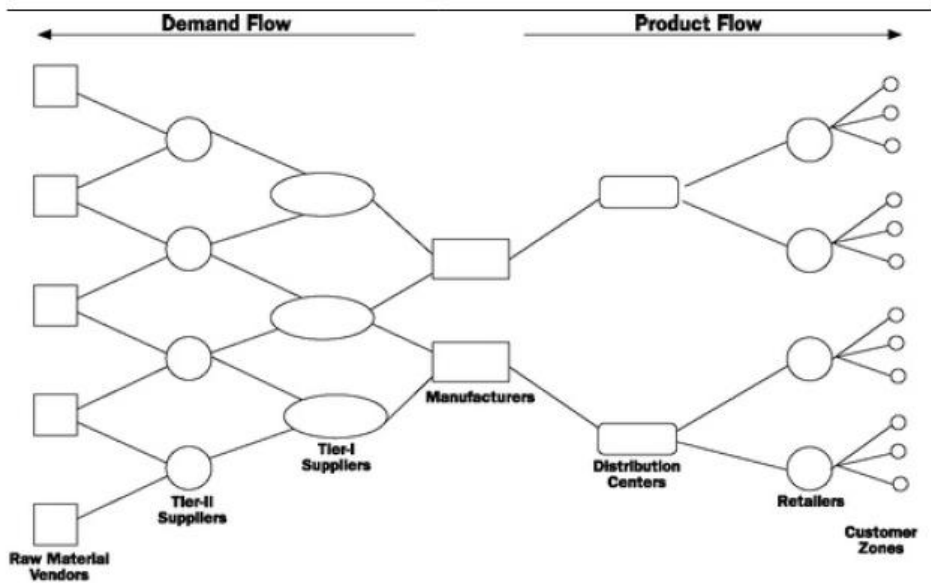 Demand Flow
Product Flow
Manufacturers
Tier-I
Suppliers
Distribution
Centers
Tier-II
Suppliers
Retailers
Customer
Zones
Raw Material
Vendors